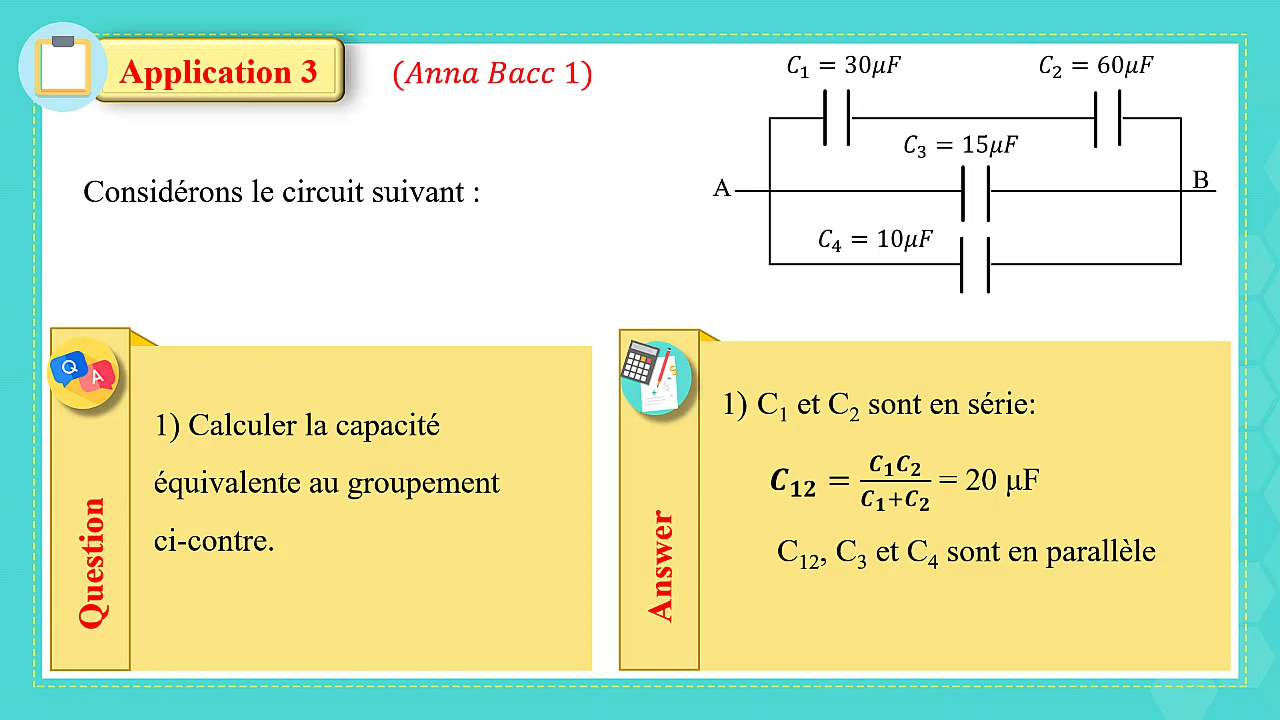 Application 3
(Anna Bacc 1)
C₁ = 30μF
C₂ = 60μF
C₃ = 15μF
Considérons le circuit suivant :
A
B
C₄ = 10μF
Q
A
Question
1) Calculer la capacité
équivalente au groupement
ci-contre.
Answer
1) C₁ et C₂ sont en série:
C₁₂ = C₁C₂/C₁+C₂ = 20 μF
C₁₂, C₃ et C₄ sont en parallèle